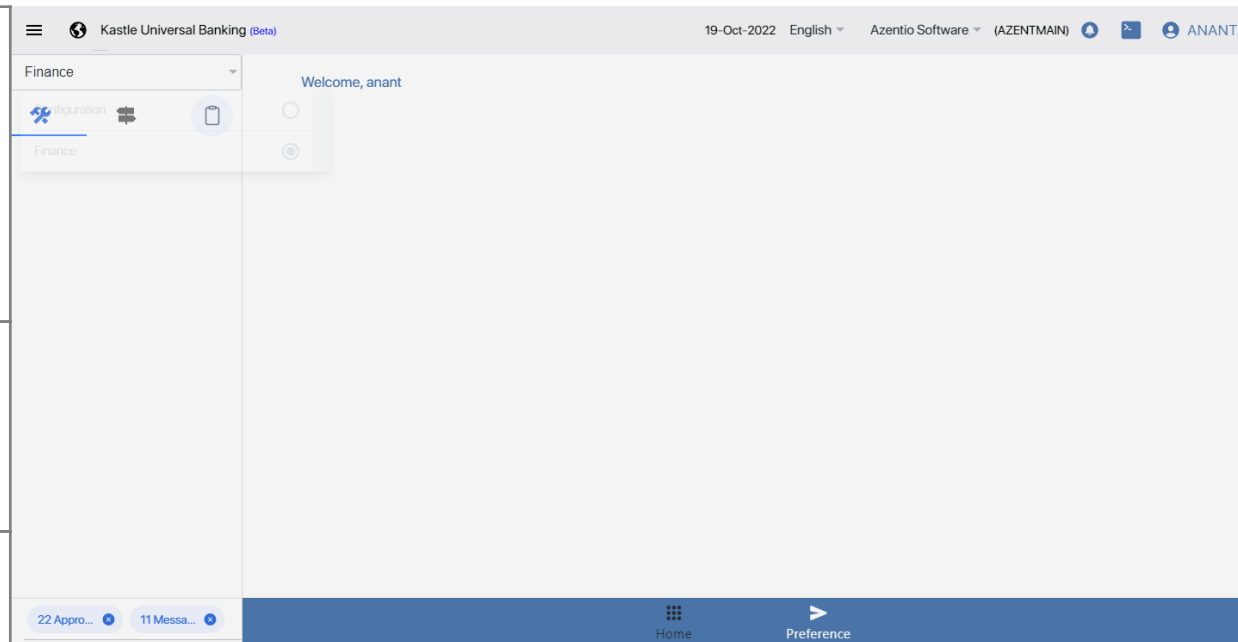 Kastle Universal Banking (Beta) 19-Oct-2022 English Azentio Software (AZENTMAIN) ANANT
Finance
Welcome, anant
Configuration
Finance
22 Appro... 11 Messa...
Home Preference